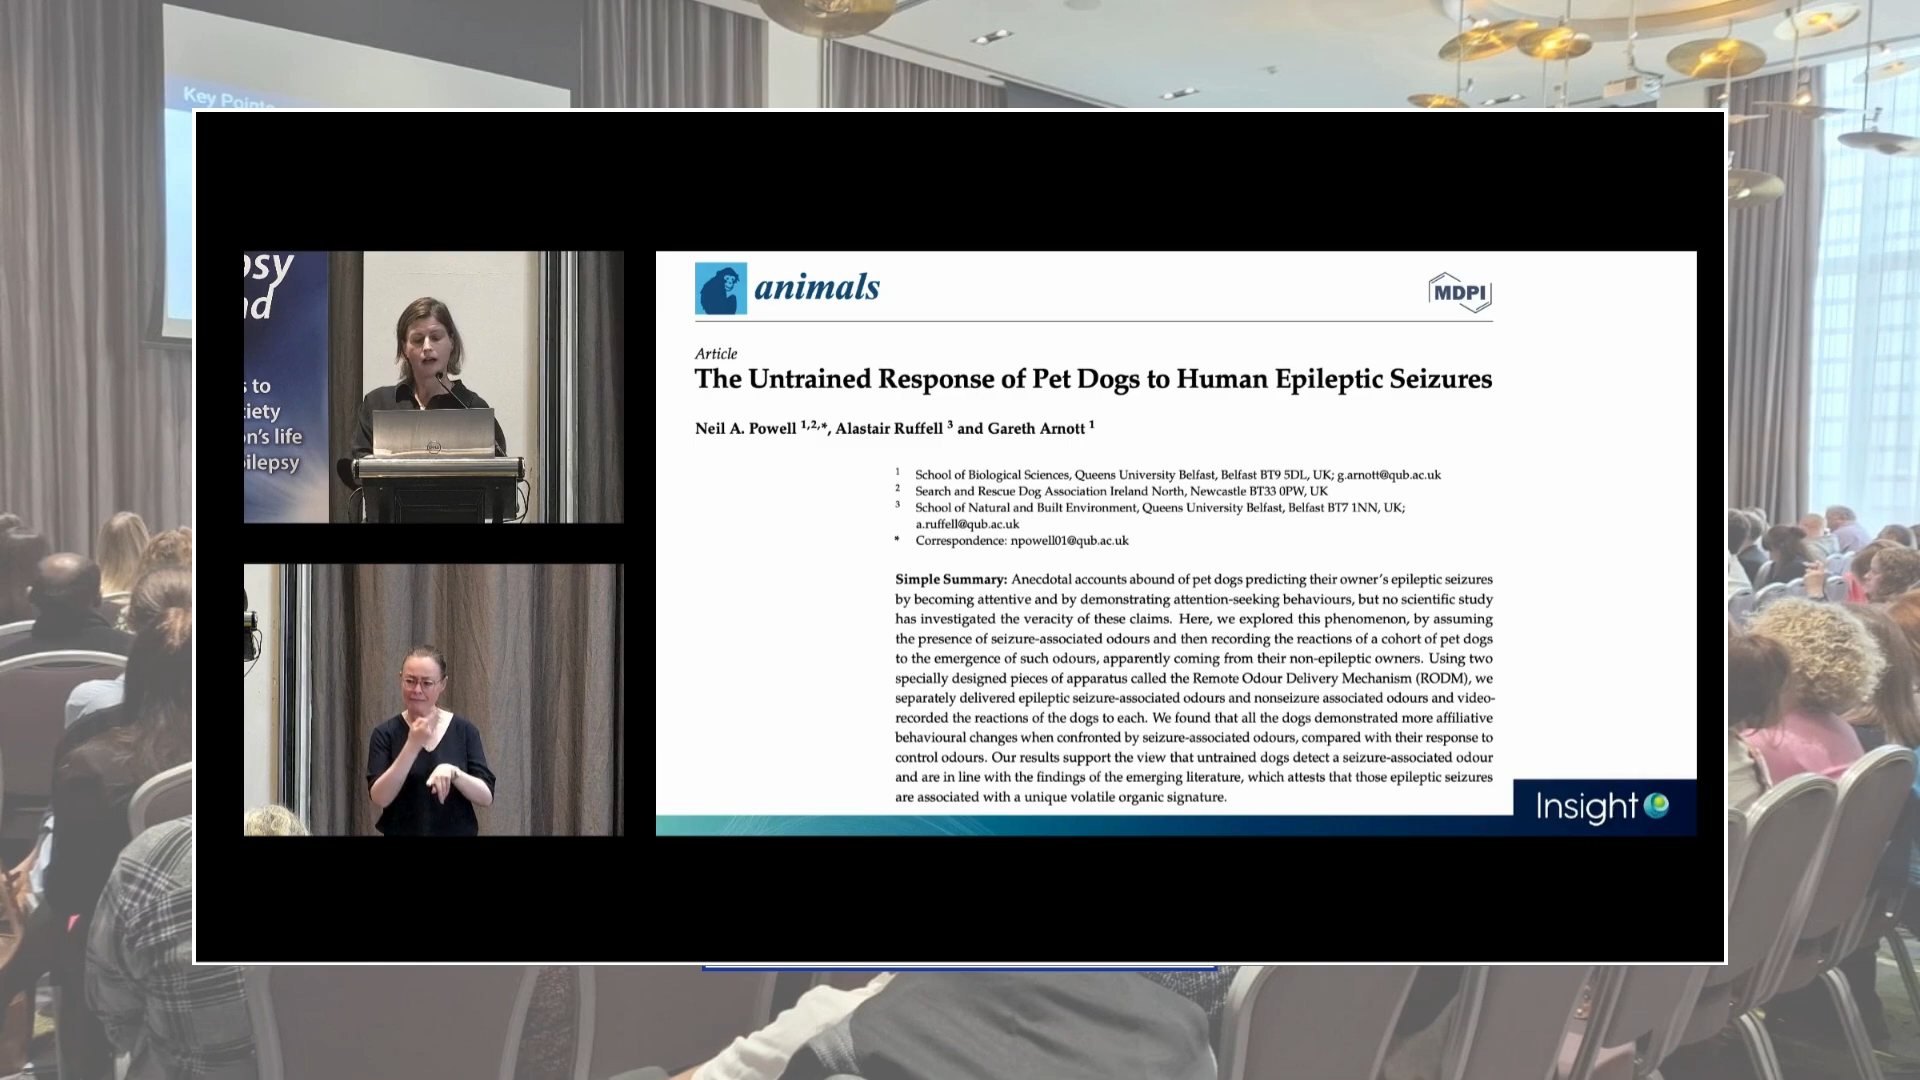 Key Points
psy
nd
s to
iety
on's life
ilepsy
DELL
animals
MDPI
Article
The Untrained Response of Pet Dogs to Human Epileptic Seizures
Neil A. Powell 1,2,*, Alastair Ruffell 3 and Gareth Arnott 1
1 School of Biological Sciences, Queens University Belfast, Belfast BT9 5DL, UK; g.arnott@qub.ac.uk
2 Search and Rescue Dog Association Ireland North, Newcastle BT33 0PW, UK
3 School of Natural and Built Environment, Queens University Belfast, Belfast BT7 1NN, UK;
a.ruffell@qub.ac.uk
* Correspondence: npowell01@qub.ac.uk
Simple Summary: Anecdotal accounts abound of pet dogs predicting their owner's epileptic seizures
by becoming attentive and by demonstrating attention-seeking behaviours, but no scientific study
has investigated the veracity of these claims. Here, we explored this phenomenon, by assuming
the presence of seizure-associated odours and then recording the reactions of a cohort of pet dogs
to the emergence of such odours, apparently coming from their non-epileptic owners. Using two
specially designed pieces of apparatus called the Remote Odour Delivery Mechanism (RODM), we
separately delivered epileptic seizure-associated odours and nonseizure associated odours and video-
recorded the reactions of the dogs to each. We found that all the dogs demonstrated more affiliative
behavioural changes when confronted by seizure-associated odours, compared with their response to
control odours. Our results support the view that untrained dogs detect a seizure-associated odour
and are in line with the findings of the emerging literature, which attests that those epileptic seizures
are associated with a unique volatile organic signature.
Insight